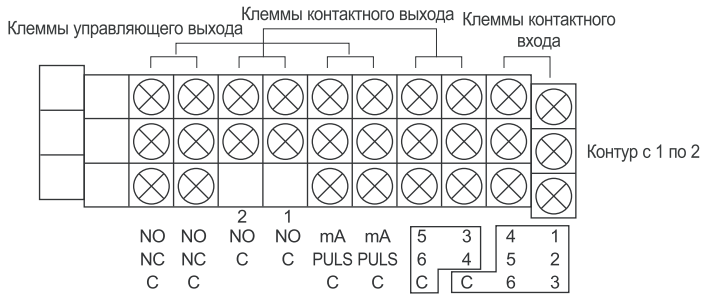 Клеммы управляющего выхода
Клеммы контактного выхода
Клеммы контактного
входа
Контур с 1 по 2
2 1
NO NO NO NO mA mA 5 3 4 1
NC NC C C PULS PULS 6 4 5 2
C C C C C C 6 3